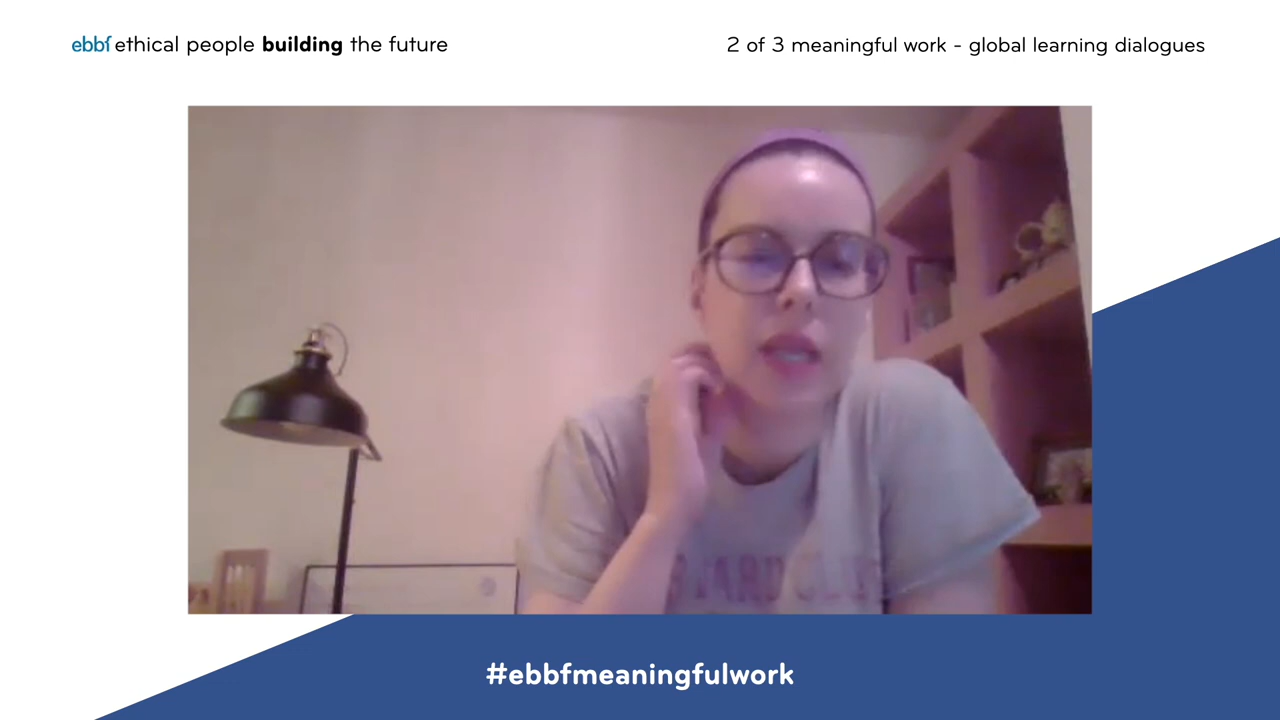 ebbf ethical people building the future
2 of 3 meaningful work - global learning dialogues
#ebbfmeaningfulwork